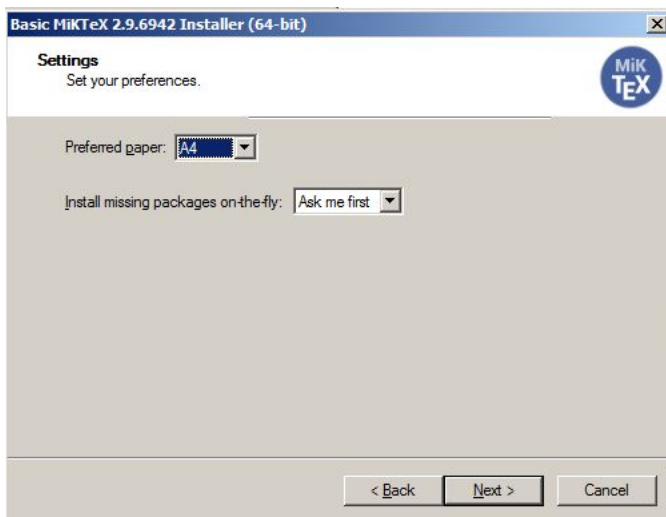 Basic MiKTeX 2.9.6942 Installer (64-bit)
Settings
Set your preferences.
MiK
TEX
Preferred paper: A4
Install missing packages on-the-fly: Ask me first
< Back Next > Cancel